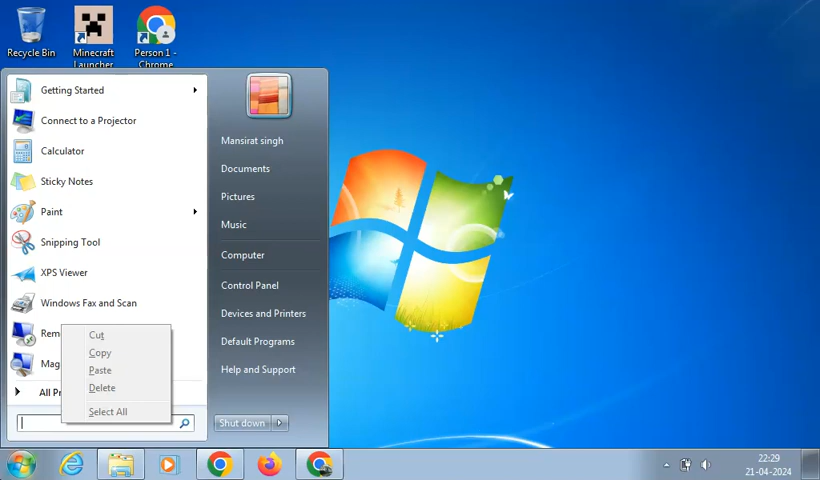 Recycle Bin
Minecraft
Launcher
Person 1 -
Chrome
Getting Started
Connect to a Projector
Calculator
Sticky Notes
Paint
Snipping Tool
XPS Viewer
Windows Fax and Scan
Rem
Mag
All Pr
Cut
Copy
Paste
Delete
Select All
Mansirat singh
Documents
Pictures
Music
Computer
Control Panel
Devices and Printers
Default Programs
Help and Support
Shut down
22:29
21-04-2024